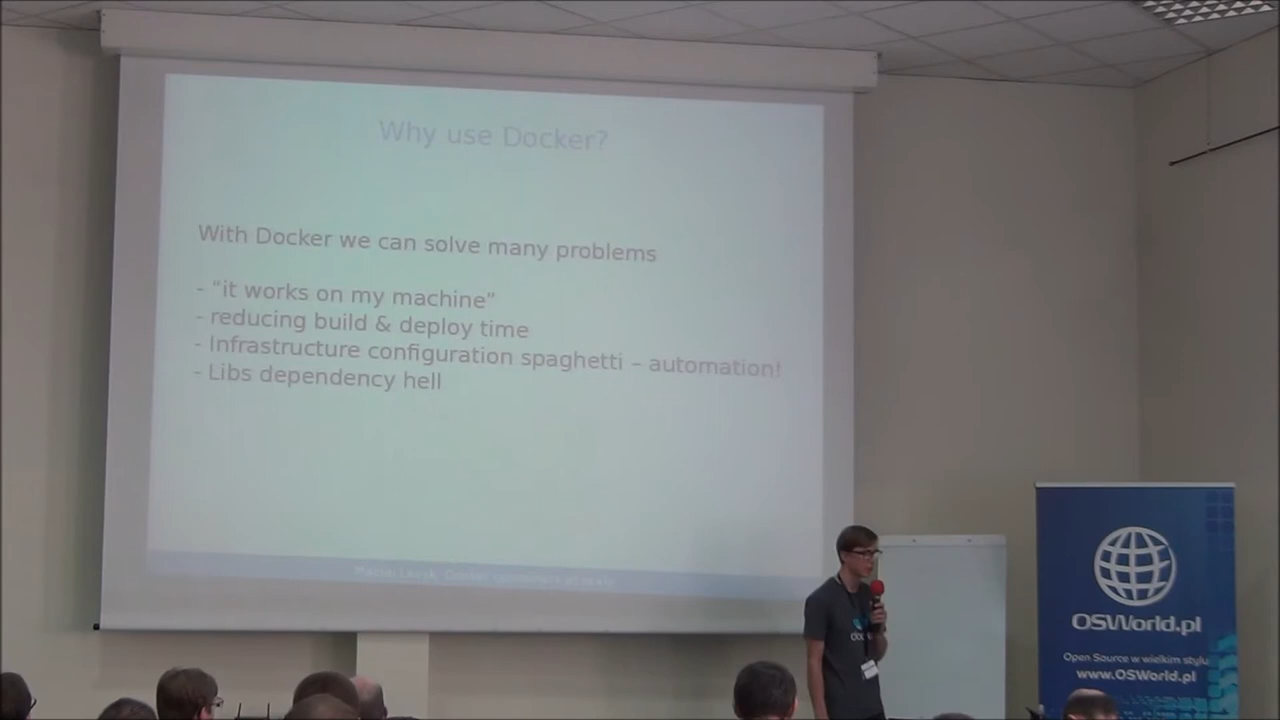 Why use Docker?
With Docker we can solve many problems
- "it works on my machine"
- reducing build & deploy time
- Infrastructure configuration spaghetti – automation!
- Libs dependency hell
OSWorld.pl
Open Source w wielkim stylu
www.OSWorld.pl